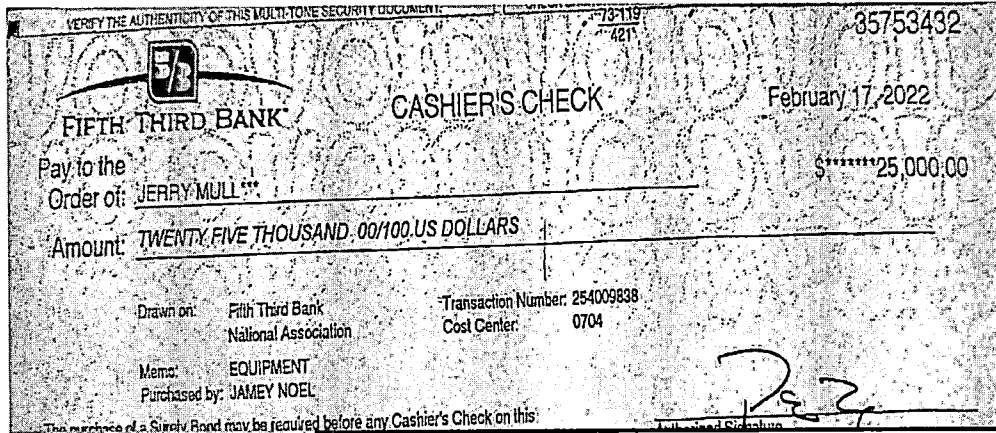 VERIFY THE AUTHENTICITY OF THIS MULTI-TONE SECURITY DOCUMENT.
73-119
421
35753432
FIFTH THIRD BANK
CASHIER'S CHECK
February 17, 2022
Pay to the
Order of: JERRY MULL***
$*******25,000.00
Amount: TWENTY FIVE THOUSAND 00/100 US DOLLARS
Drawn on: Fifth Third Bank
National Association
Transaction Number: 254009838
Cost Center: 0704
Memo: EQUIPMENT
Purchased by: JAMEY NOEL
The purchase of a Surety Bond may be required before any Cashier's Check on this
Authorized Signature